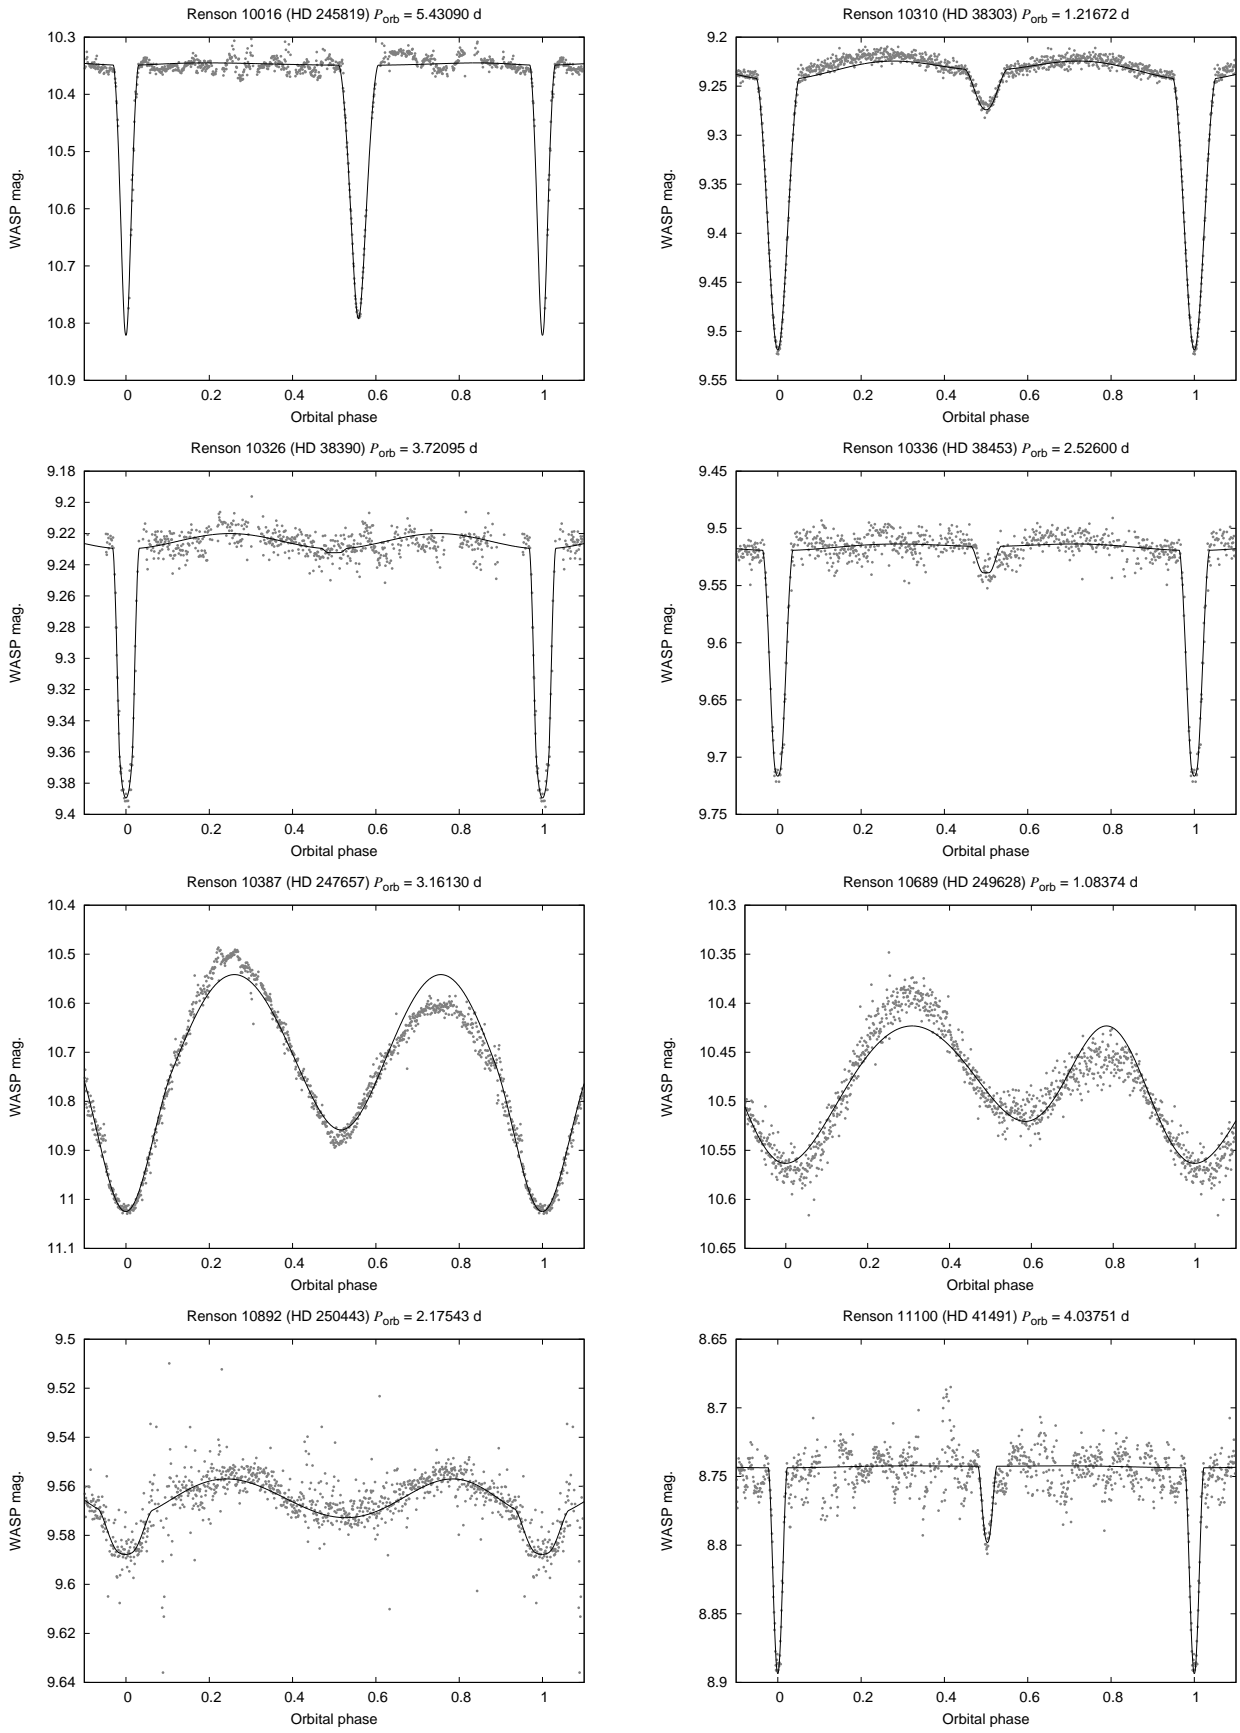 Renson 10016 (HD 245819) Porb = 5.43090 d
10.3
10.4
10.5
10.6
10.7
10.8
10.9
WASP mag.
0 0.2 0.4 0.6 0.8 1
Orbital phase
Renson 10310 (HD 38303) Porb = 1.21672 d
9.2
9.25
9.3
9.35
9.4
9.45
9.5
9.55
WASP mag.
0 0.2 0.4 0.6 0.8 1
Orbital phase
Renson 10326 (HD 38390) Porb = 3.72095 d
9.18
9.2
9.22
9.24
9.26
9.28
9.3
9.32
9.34
9.36
9.38
9.4
WASP mag.
0 0.2 0.4 0.6 0.8 1
Orbital phase
Renson 10336 (HD 38453) Porb = 2.52600 d
9.45
9.5
9.55
9.6
9.65
9.7
9.75
WASP mag.
0 0.2 0.4 0.6 0.8 1
Orbital phase
Renson 10387 (HD 247657) Porb = 3.16130 d
10.4
10.5
10.6
10.7
10.8
10.9
11
11.1
WASP mag.
0 0.2 0.4 0.6 0.8 1
Orbital phase
Renson 10689 (HD 249628) Porb = 1.08374 d
10.3
10.35
10.4
10.45
10.5
10.55
10.6
10.65
WASP mag.
0 0.2 0.4 0.6 0.8 1
Orbital phase
Renson 10892 (HD 250443) Porb = 2.17543 d
9.5
9.52
9.54
9.56
9.58
9.6
9.62
9.64
WASP mag.
0 0.2 0.4 0.6 0.8 1
Orbital phase
Renson 11100 (HD 41491) Porb = 4.03751 d
8.65
8.7
8.75
8.8
8.85
8.9
WASP mag.
0 0.2 0.4 0.6 0.8 1
Orbital phase